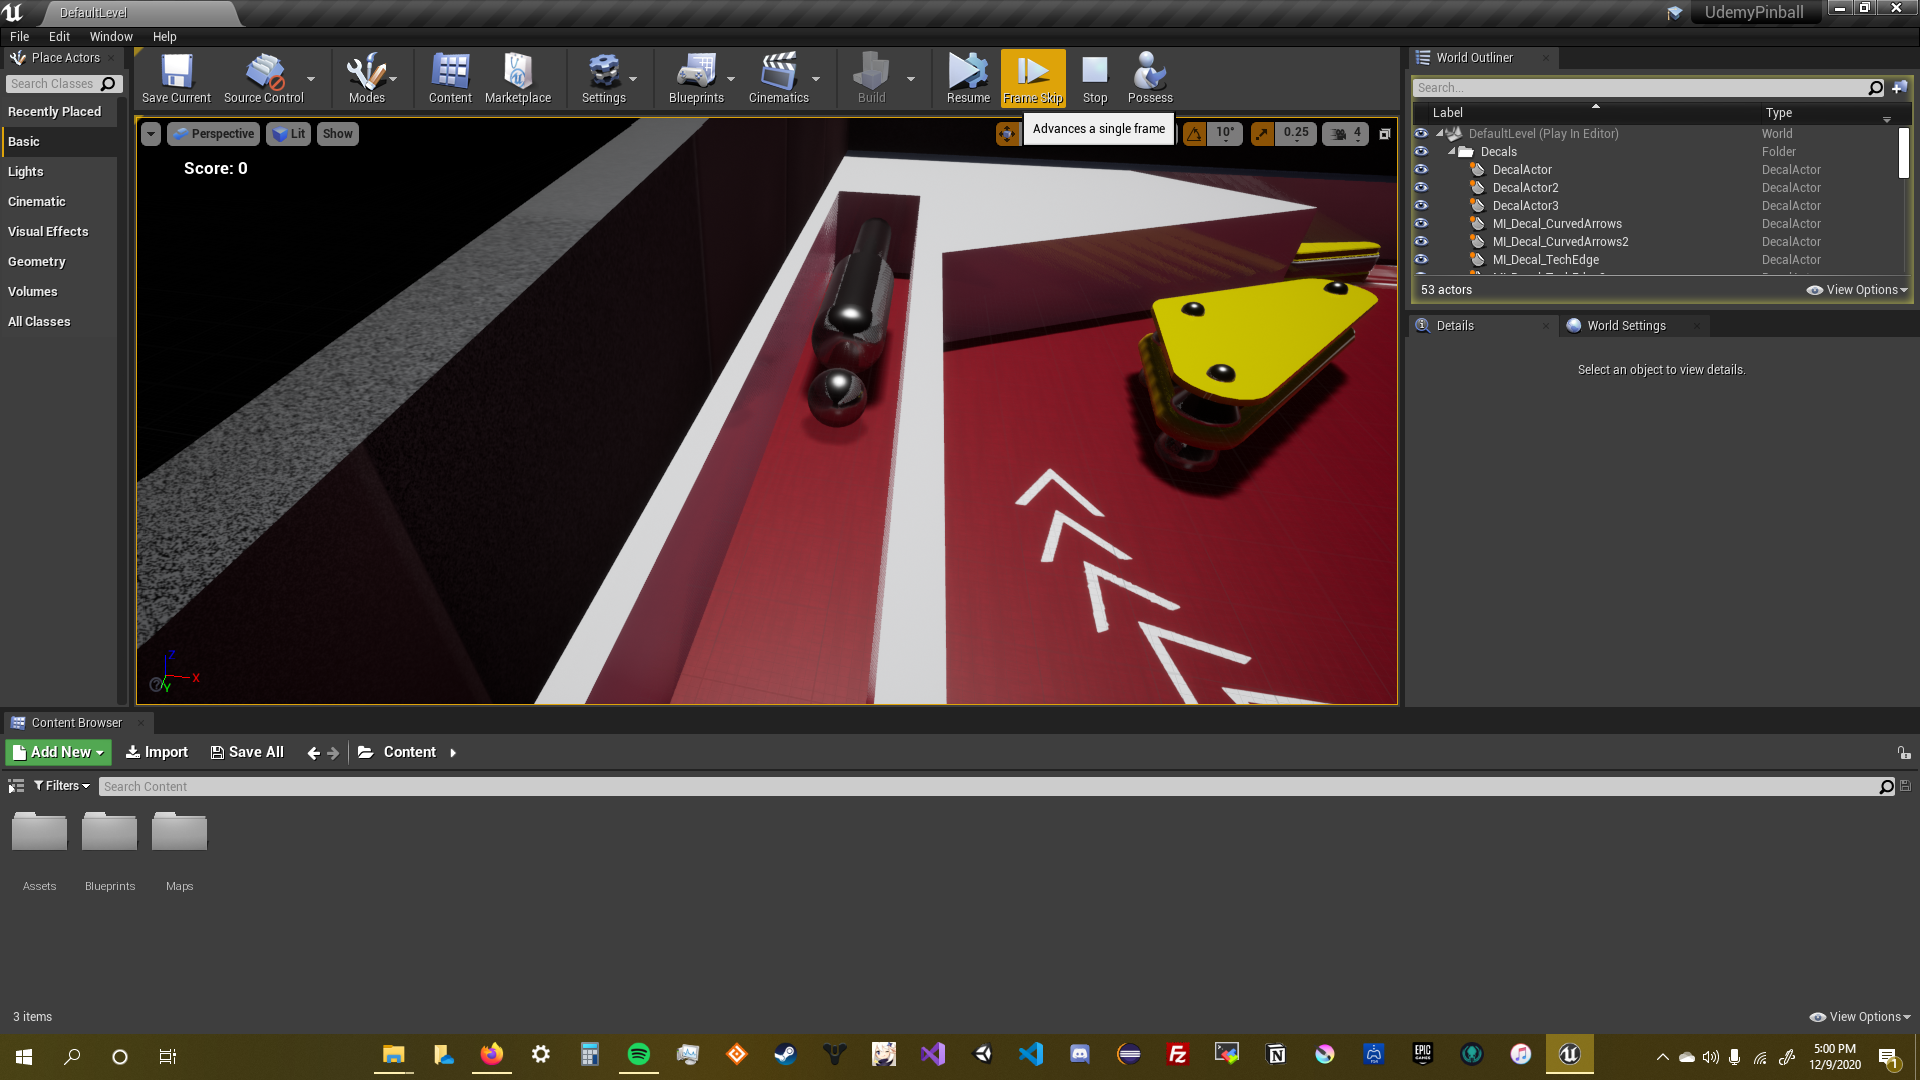 DefaultLevel
UdemyPinball
File Edit Window Help
Place Actors
Search Classes
Recently Placed
Basic
Lights
Cinematic
Visual Effects
Geometry
Volumes
All Classes
Save Current Source Control Modes Content Marketplace Settings Blueprints Cinematics Build Resume Frame Skip Stop Possess
Perspective Lit Show
Advances a single frame
10° 0.25 4
Score: 0
Z
X
Y
World Outliner
Search...
Label Type
DefaultLevel (Play In Editor) World
Decals Folder
DecalActor DecalActor
DecalActor2 DecalActor
DecalActor3 DecalActor
MI_Decal_CurvedArrows DecalActor
MI_Decal_CurvedArrows2 DecalActor
MI_Decal_TechEdge DecalActor
53 actors View Options
Details World Settings
Select an object to view details.
Content Browser
Add New Import Save All Content
Filters Search Content
Assets Blueprints Maps
3 items View Options
EPIC GAMES
5:00 PM
12/9/2020
1